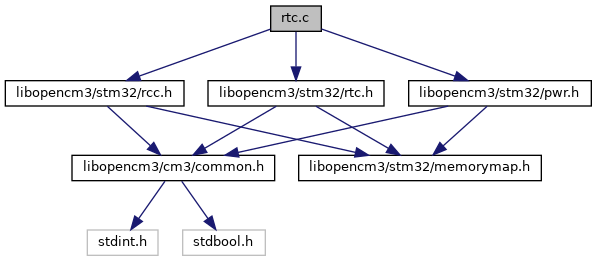 rtc.c
libopencm3/stm32/rcc.h
libopencm3/stm32/rtc.h
libopencm3/stm32/pwr.h
libopencm3/cm3/common.h
libopencm3/stm32/memorymap.h
stdint.h
stdbool.h